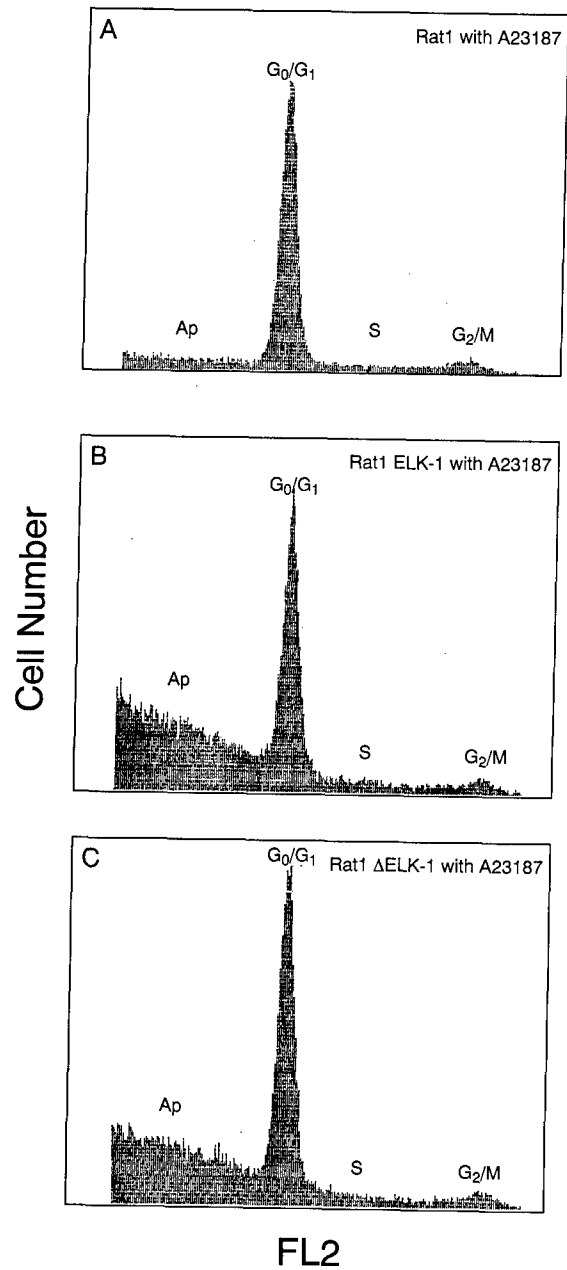 A
Rat1 with A23187
G₀/G₁
Ap
S
G₂/M
B
Rat1 ELK-1 with A23187
G₀/G₁
Ap
S
G₂/M
C
Rat1 ΔELK-1 with A23187
G₀/G₁
Ap
S
G₂/M
Cell Number
FL2